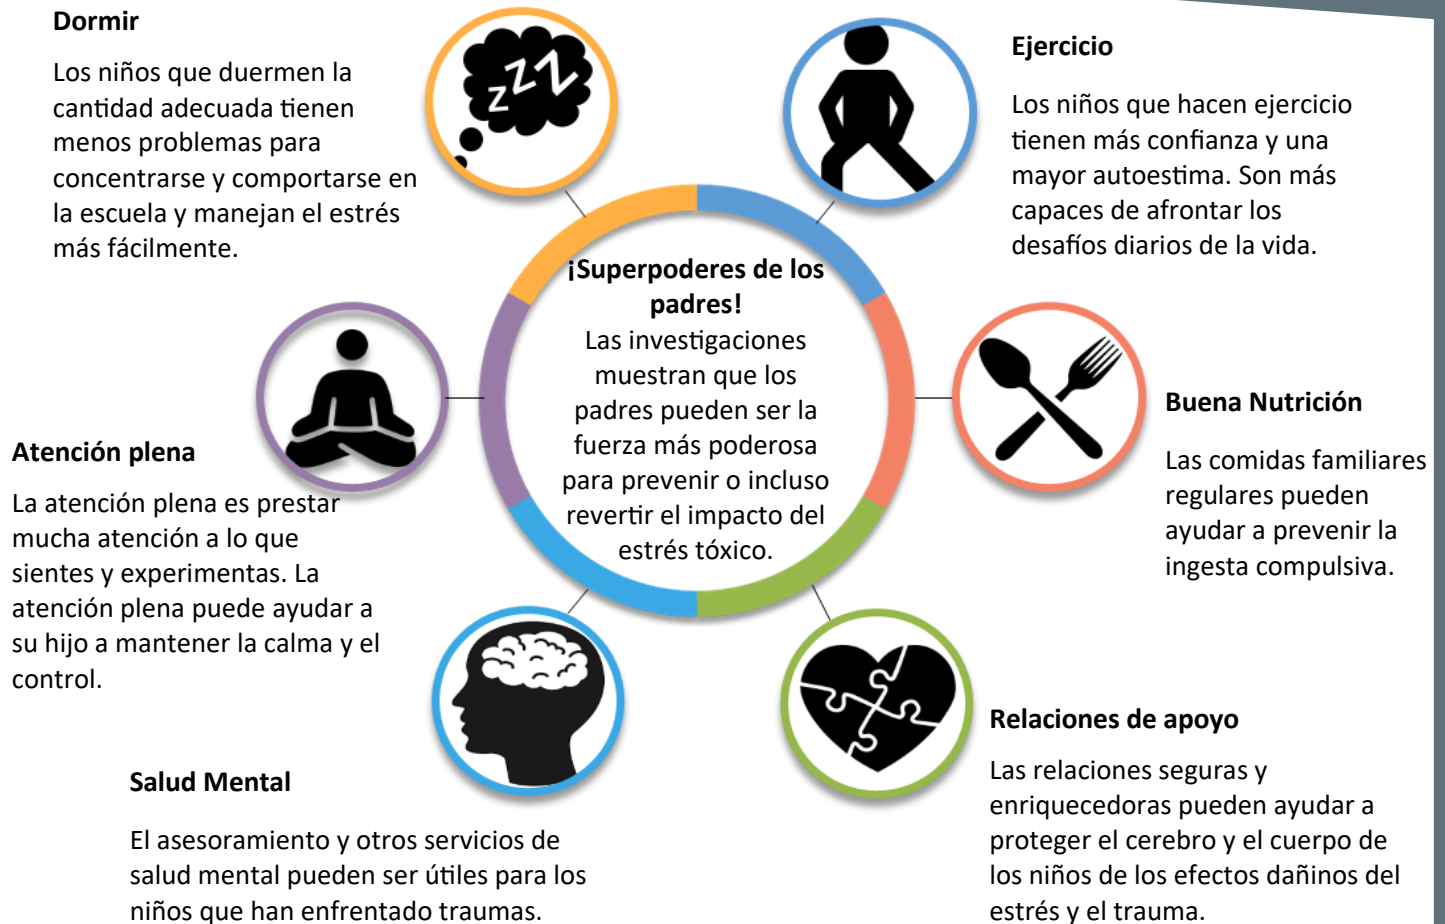 Dormir
Los niños que duermen la
cantidad adecuada tienen
menos problemas para
concentrarse y comportarse en
la escuela y manejan el estrés
más fácilmente.
zZZ
Ejercicio
Los niños que hacen ejercicio
tienen más confianza y una
mayor autoestima. Son más
capaces de afrontar los
desafíos diarios de la vida.
¡Superpoderes de los
padres!
Las investigaciones
muestran que los
padres pueden ser la
fuerza más poderosa
para prevenir o incluso
revertir el impacto del
estrés tóxico.
Atención plena
La atención plena es prestar
mucha atención a lo que
sientes y experimentas. La
atención plena puede ayudar a
su hijo a mantener la calma y el
control.
Buena Nutrición
Las comidas familiares
regulares pueden
ayudar a prevenir la
ingesta compulsiva.
Salud Mental
El asesoramiento y otros servicios de
salud mental pueden ser útiles para los
niños que han enfrentado traumas.
Relaciones de apoyo
Las relaciones seguras y
enriquecedoras pueden ayudar a
proteger el cerebro y el cuerpo de
los niños de los efectos dañinos del
estrés y el trauma.